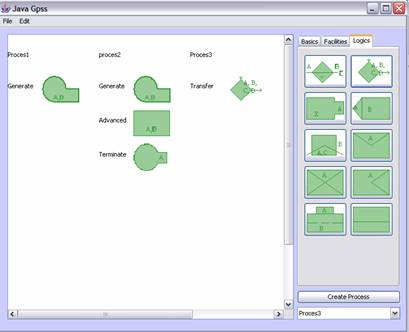 Java Gpss
File Edit
Proces1 proces2 Proces3
Generate A,B Generate A,B Transfer A, B, C
Advanced A,B
Terminate A
Basics Facilities Logics
A B C A, B, C
X A A B
A,C B A
A A
A
B
Create Process
Proces3